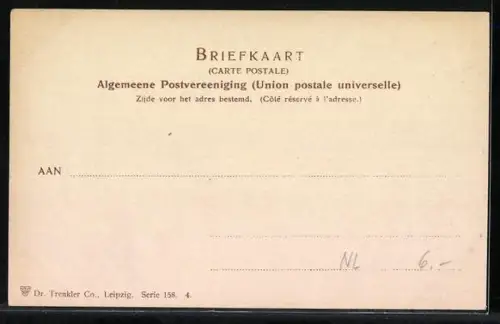 BRIEFKAART
(CARTE POSTALE)
Algemeene Postvereeniging (Union postale universelle)
Zijde voor het adres bestemd. (Côté réservé à l'adresse.)
AAN
NL 6.-
Dr. Trenkler Co., Leipzig. Serie 158. 4.